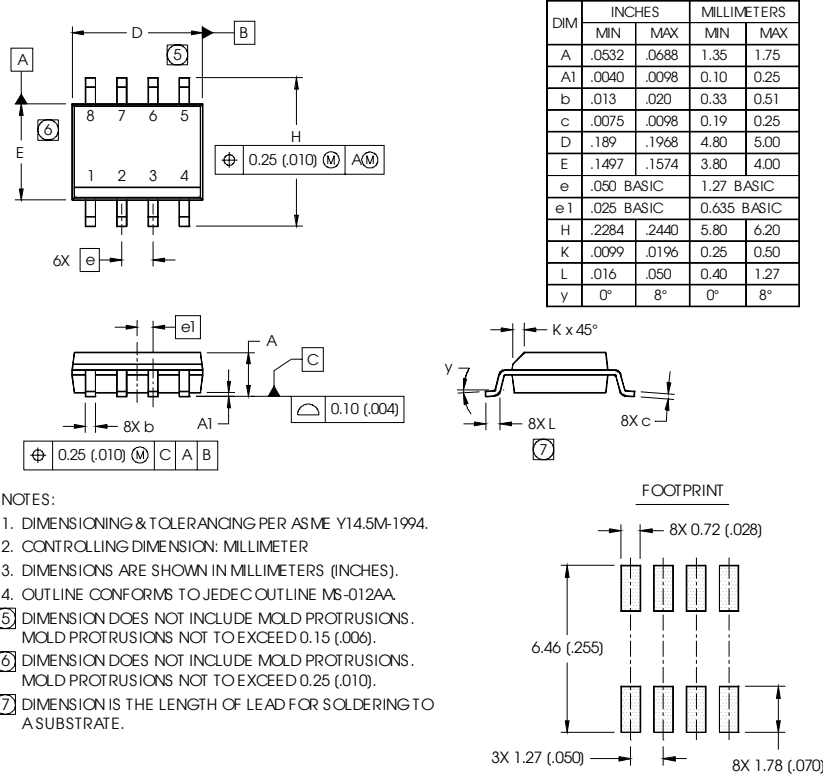 D
B
5
A
8 7 6 5
6
E
H
0.25 (.010) M A M
1 2 3 4
6X e
DIM INCHES MILLIMETERS
MIN MAX MIN MAX
A .0532 .0688 1.35 1.75
A1 .0040 .0098 0.10 0.25
b .013 .020 0.33 0.51
c .0075 .0098 0.19 0.25
D .189 .1968 4.80 5.00
E .1497 .1574 3.80 4.00
e .050 BASIC 1.27 BASIC
e1 .025 BASIC 0.635 BASIC
H .2284 .2440 5.80 6.20
K .0099 .0196 0.25 0.50
L .016 .050 0.40 1.27
y 0° 8° 0° 8°
e1
A
C
0.10 (.004)
8X b
A1
0.25 (.010) M C A B
K x 45°
y
8X L
8X c
7
NOTES:
1. DIMENSIONING & TOLERANCING PER ASME Y14.5M-1994.
2. CONTROLLING DIMENSION: MILLIMETER
3. DIMENSIONS ARE SHOWN IN MILLIMETERS (INCHES).
4. OUTLINE CONFORMS TO JEDEC OUTLINE MS-012AA.
5 DIMENSION DOES NOT INCLUDE MOLD PROTRUSIONS.
MOLD PROTRUSIONS NOT TO EXCEED 0.15 (.006).
6 DIMENSION DOES NOT INCLUDE MOLD PROTRUSIONS.
MOLD PROTRUSIONS NOT TO EXCEED 0.25 (.010).
7 DIMENSION IS THE LENGTH OF LEAD FOR SOLDERING TO
A SUBSTRATE.
FOOTPRINT
8X 0.72 (.028)
6.46 (.255)
3X 1.27 (.050)
8X 1.78 (.070)